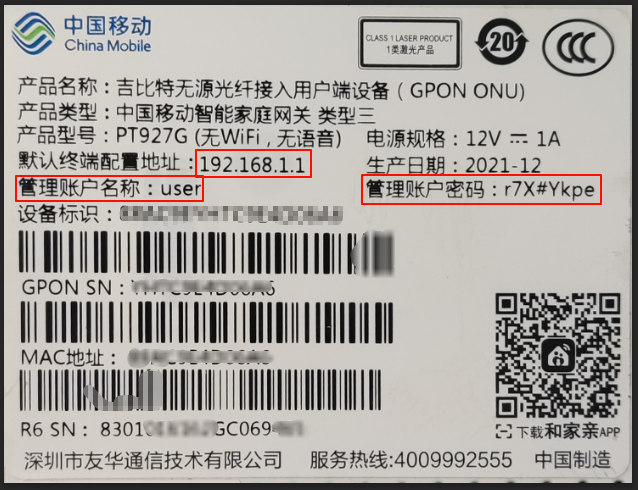 中国移动
China Mobile
CLASS 1 LASER PRODUCT
1类激光产品
20
CCC
产品名称：吉比特无源光纤接入用户端设备（GPON ONU)
产品类型：中国移动智能家庭网关 类型三
产品型号：PT927G (无WiFi，无语音)
电源规格：12V ⎓ 1A
默认终端配置地址：192.168.1.1
生产日期：2021-12
管理账户名称：user
管理账户密码：r7X#Ykpe
设备标识：
GPON SN：
MAC地址：
R6 SN： 8301 GC069
下载和家亲APP
深圳市友华通信技术有限公司 服务热线:4009992555 中国制造